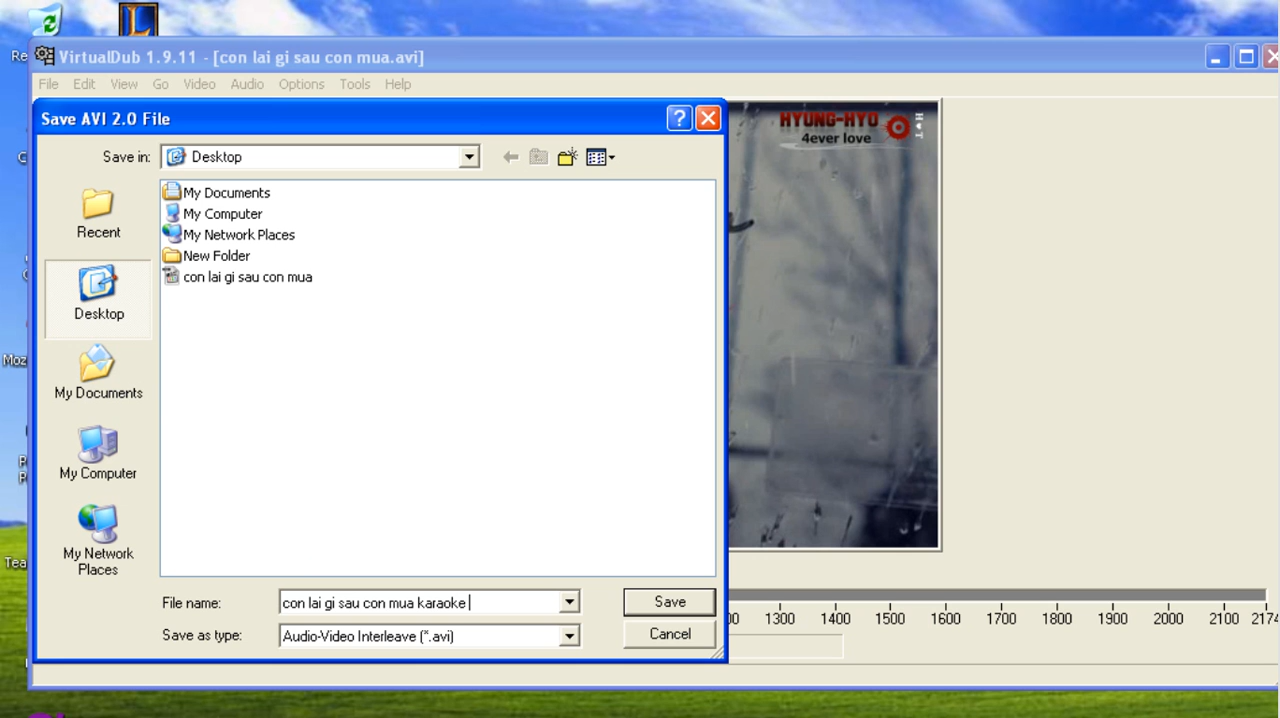 Re
VirtualDub 1.9.11 - [con lai gi sau con mua.avi]
File Edit View Go Video Audio Options Tools Help
Save AVI 2.0 File
HYUNG-HYO
4ever love
H♥T
Save in: Desktop
My Documents
My Computer
My Network Places
New Folder
con lai gi sau con mua
Recent
Desktop
My Documents
My Computer
My Network
Places
Moz
Tea
File name: con lai gi sau con mua karaoke
Save
Save as type: Audio-Video Interleave (*.avi)
Cancel
1300 1400 1500 1600 1700 1800 1900 2000 2100 2174